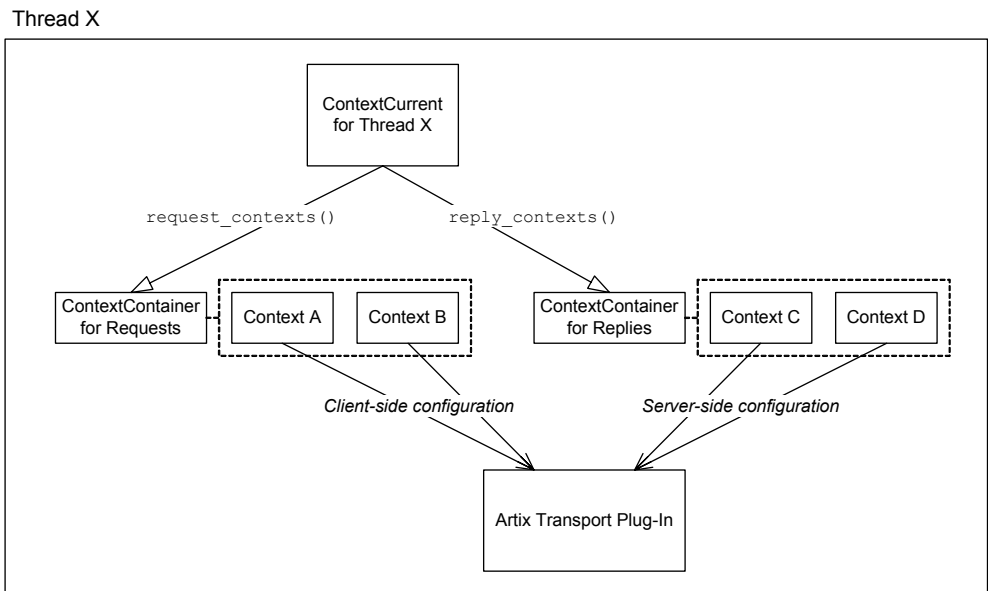 Thread X
ContextCurrent
for Thread X
request_contexts()
reply_contexts()
ContextContainer
for Requests
Context A
Context B
ContextContainer
for Replies
Context C
Context D
Client-side configuration
Server-side configuration
Artix Transport Plug-In